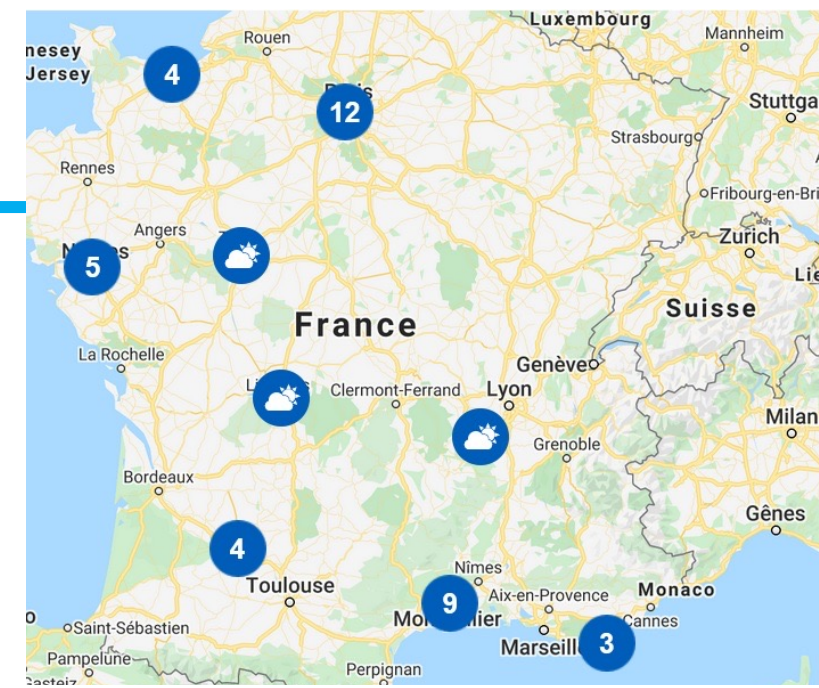 Luxembourg
Rouen
Mannheim
nesey
Jersey
4
12
Stuttga
Strasbourg
Rennes
Fribourg-en-Bri
Angers
Zurich
5
Lie
Suisse
France
La Rochelle
Genève
Clermont-Ferrand
Lyon
Milan
Grenoble
Bordeaux
Gênes
4
Nîmes
Toulouse
Aix-en-Provence
Monaco
9
Cannes
Saint-Sébastien
Marseill
3
Pampelune
Perpignan
Gasteiz